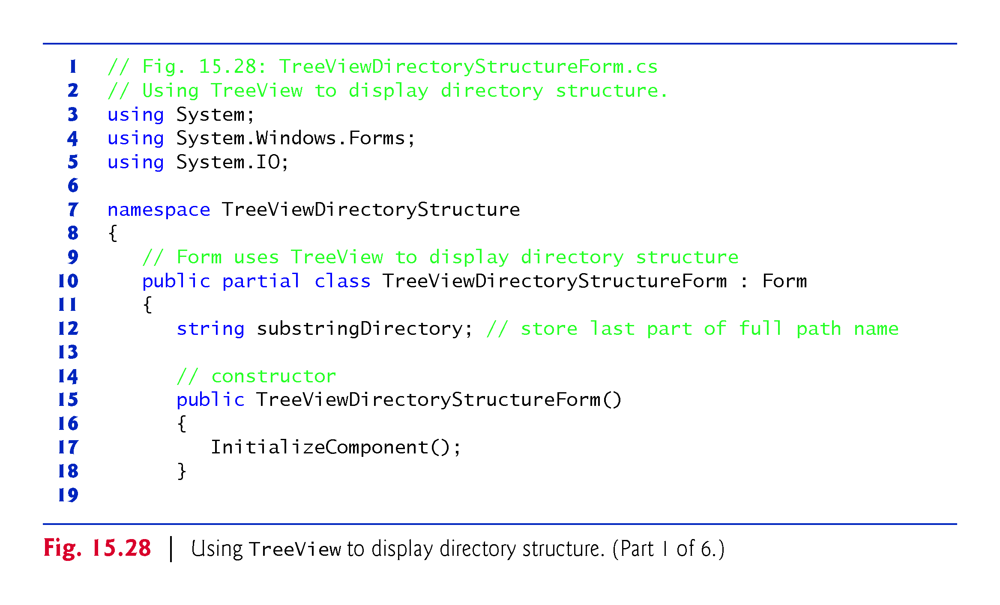 1 // Fig. 15.28: TreeViewDirectoryStructureForm.cs
2 // Using TreeView to display directory structure.
3 using System;
4 using System.Windows.Forms;
5 using System.IO;
6
7 namespace TreeViewDirectoryStructure
8 {
9 // Form uses TreeView to display directory structure
10 public partial class TreeViewDirectoryStructureForm : Form
11 {
12 string substringDirectory; // store last part of full path name
13
14 // constructor
15 public TreeViewDirectoryStructureForm()
16 {
17 InitializeComponent();
18 }
19
Fig. 15.28 | Using TreeView to display directory structure. (Part 1 of 6.)